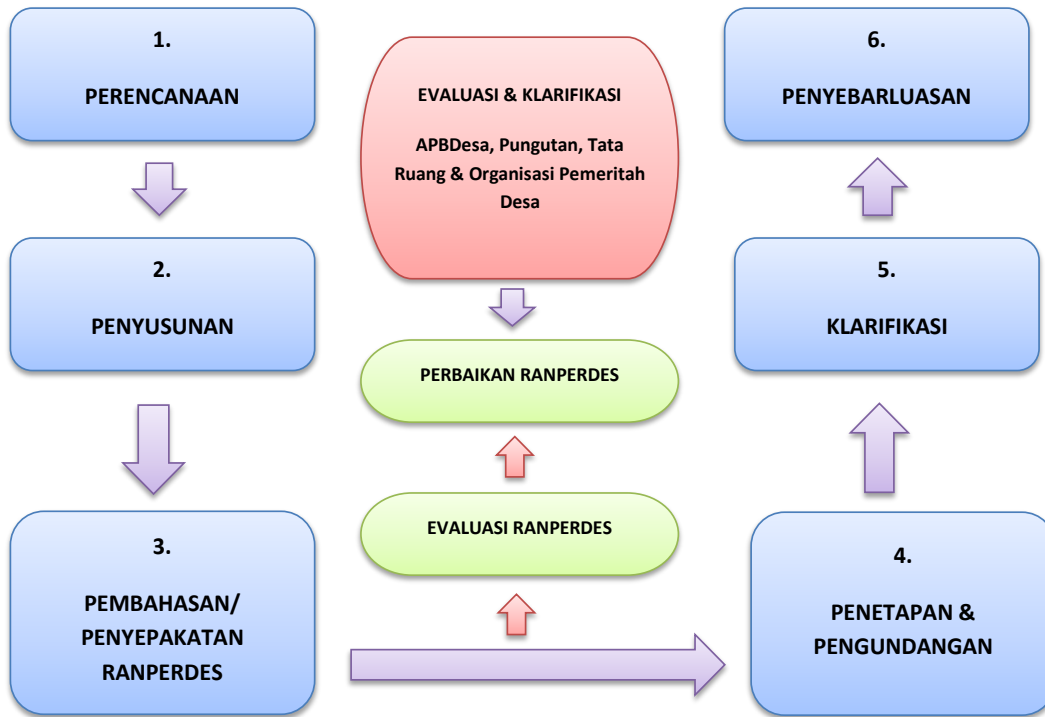 1.
PERENCANAAN
2.
PENYUSUNAN
3.
PEMBAHASAN/
PENYEPAKATAN
RANPERDES
EVALUASI & KLARIFIKASI
APBDesa, Pungutan, Tata
Ruang & Organisasi Pemeritah
Desa
PERBAIKAN RANPERDES
EVALUASI RANPERDES
4.
PENETAPAN &
PENGUNDANGAN
5.
KLARIFIKASI
6.
PENYEBARLUASAN